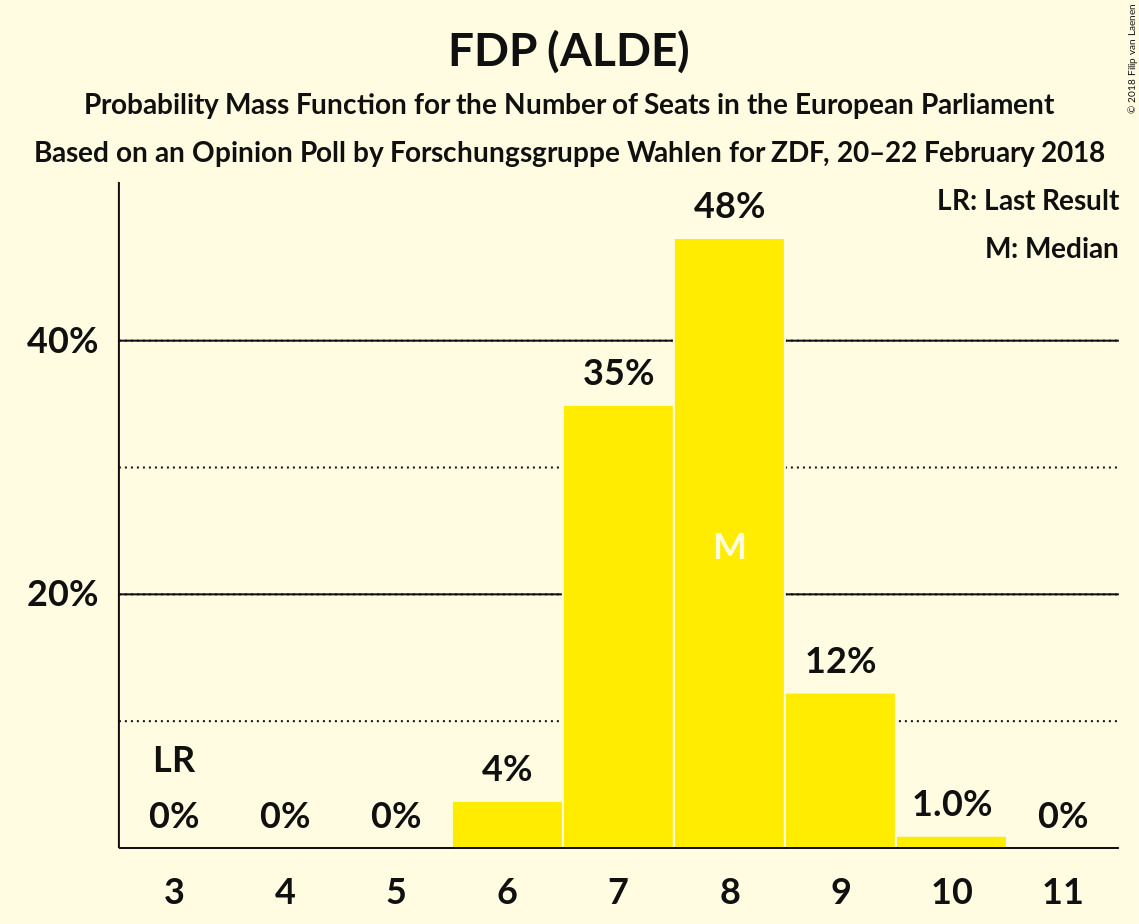 FDP (ALDE)
Probability Mass Function for the Number of Seats in the European Parliament
Based on an Opinion Poll by Forschungsgruppe Wahlen for ZDF, 20–22 February 2018
© 2018 Filip van Laenen
LR: Last Result
M: Median
48%
40%
35%
M
20%
12%
LR
4%
0% 0% 0% 1.0% 0%
3 4 5 6 7 8 9 10 11